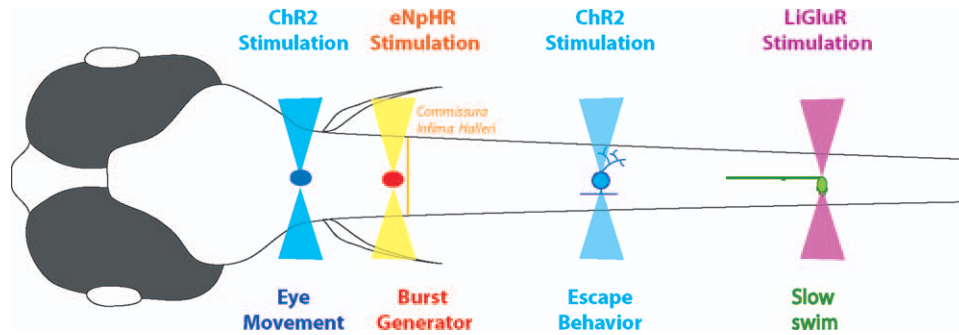 ChR2
Stimulation
eNpHR
Stimulation
ChR2
Stimulation
LiGluR
Stimulation
Commissura
Infima Halleri
Eye
Movement
Burst
Generator
Escape
Behavior
Slow
swim